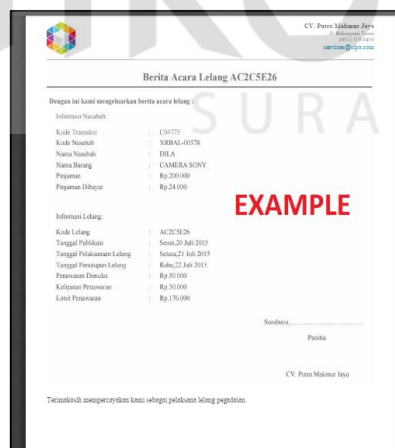 CV. Putra Makmur Jaya
Berita Acara Lelang AC2C5E26
Dengan ini kami mengeluarkan berita acara lelang :
SURA
Informasi Nasabah
Kode Transaksi : C04775
Kode Nasabah : XRBAL-00578
Nama Nasabah : DILA
Nama Barang : CAMERA SONY
Pinjaman : Rp.200.000
Pinjaman Dibayar : Rp.24.000
EXAMPLE
Informasi Lelang:
Kode Lelang : AC2C5E26
Tanggal Publikasi : Senin,20 Juli 2015
Tanggal Pelaksanaan Lelang : Selasa,21 Juli 2015
Tanggal Penutupan Lelang : Rabu,22 Juli 2015
Penawaran Dimulai : Rp.50.000
Kelipatan Penawaran : Rp.50.000
Limit Penawaran : Rp.176.000
Surabaya,
Panitia
CV. Putra Makmur Jaya
Terimakasih mempercayakan kami sebagai pelaksana lelang pegadaian.